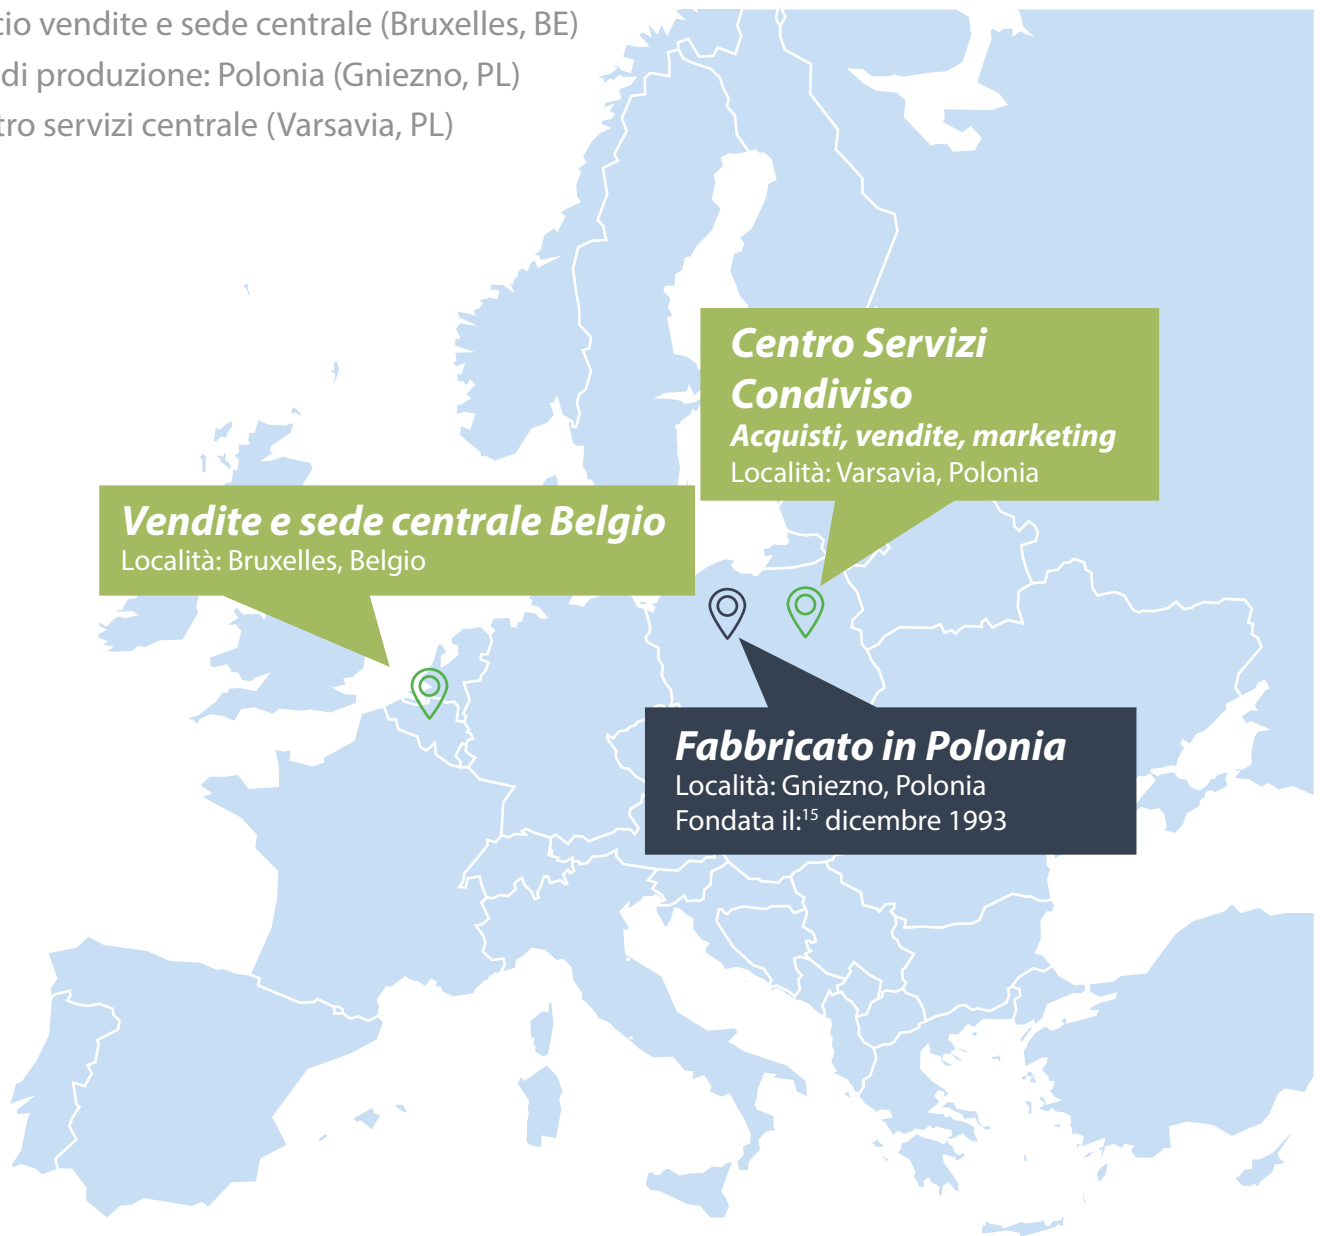 cio vendite e sede centrale (Bruxelles, BE)
di produzione: Polonia (Gniezno, PL)
tro servizi centrale (Varsavia, PL)
Centro Servizi
Condiviso
Acquisti, vendite, marketing
Località: Varsavia, Polonia
Vendite e sede centrale Belgio
Località: Bruxelles, Belgio
Fabbricato in Polonia
Località: Gniezno, Polonia
Fondata il:¹⁵ dicembre 1993